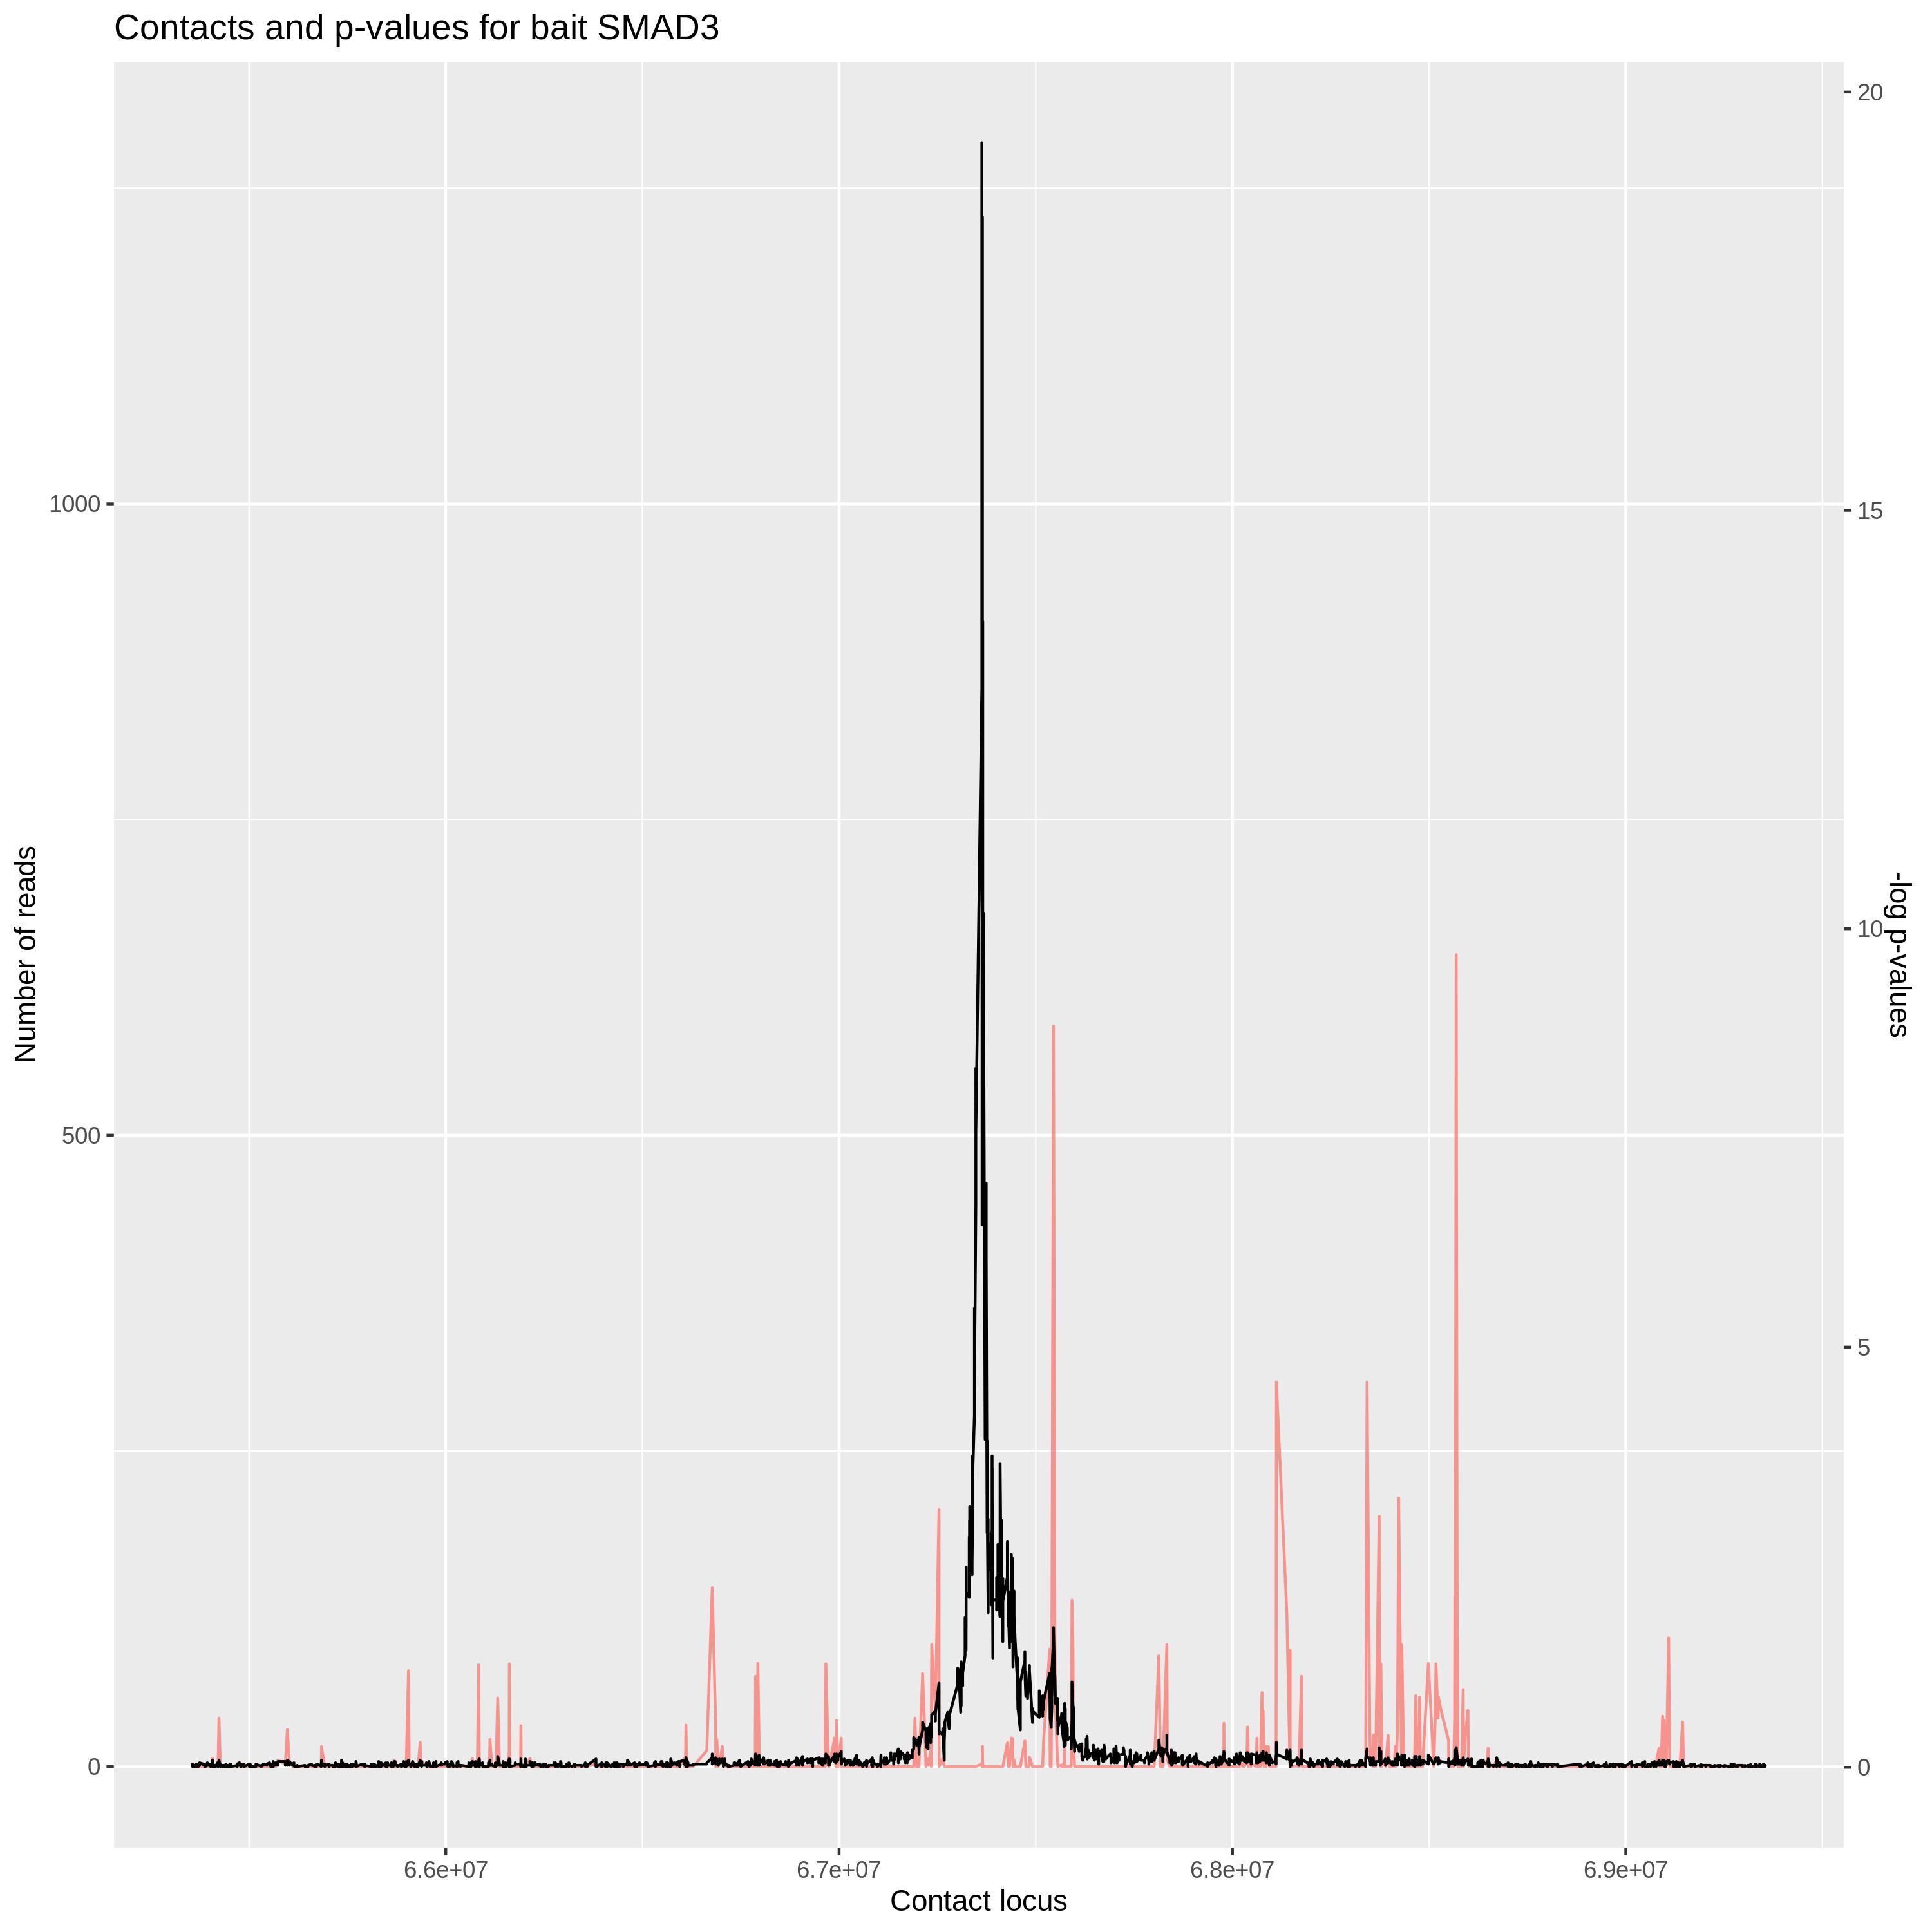 Contacts and p-values for bait SMAD3
Number of reads
1000
500
0
20
15
10
5
0
-log p-values
6.6e+07
6.7e+07
6.8e+07
6.9e+07
Contact locus